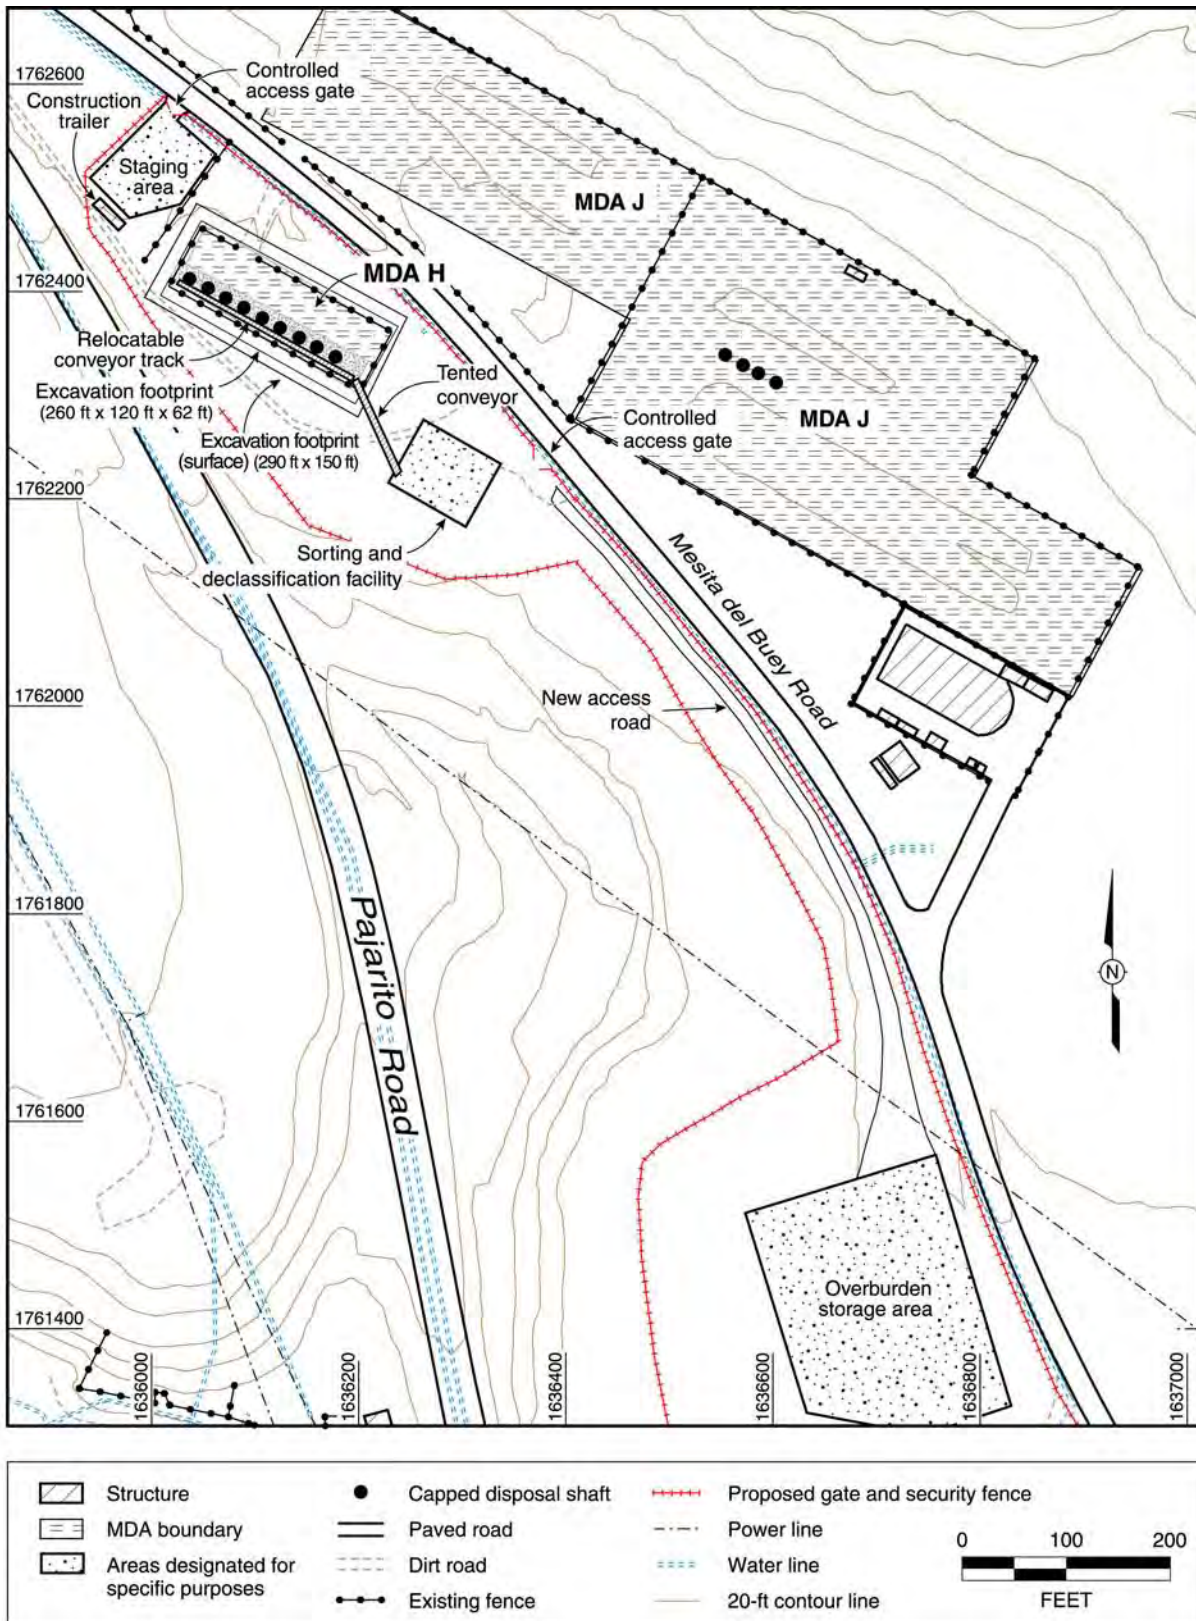 1762600
Controlled
access gate
Construction
trailer
Staging
area
MDA J
1762400
MDA H
Relocatable
conveyor track
Excavation footprint
(260 ft x 120 ft x 62 ft)
Tented
conveyor
MDA J
Controlled
access gate
Excavation footprint
(surface) (290 ft x 150 ft)
1762200
Sorting and
declassification facility
Mesita del Buey Road
1762000
New access
road
1761800
Pajarito Road
N
1761600
Overburden
storage area
1761400
1636000
1636200
1636400
1636600
1636800
1637000
Structure
MDA boundary
Areas designated for
specific purposes
Capped disposal shaft
Paved road
Dirt road
Existing fence
Proposed gate and security fence
Power line
Water line
20-ft contour line
0 100 200
FEET